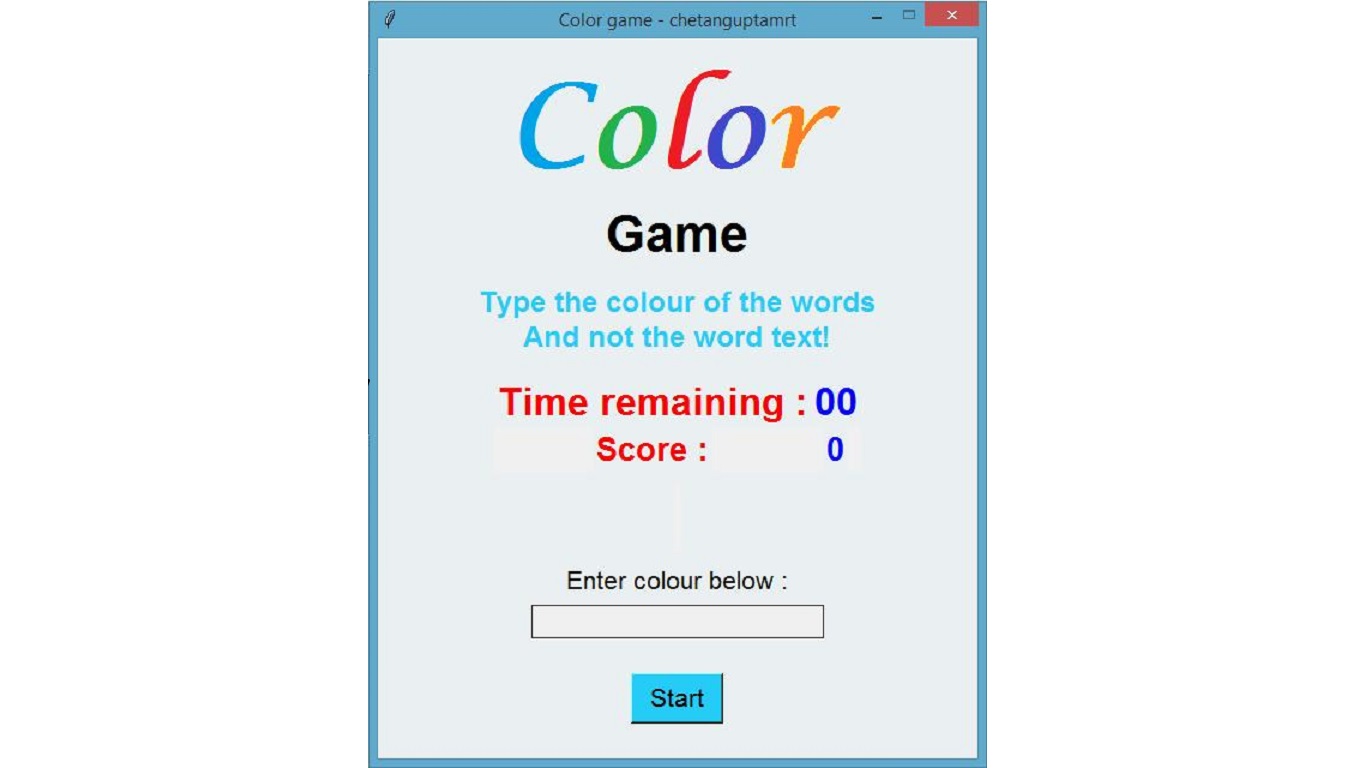 Color game - chetanguptamrt
Color
Game
Type the colour of the words
And not the word text!
Time remaining : 00
Score : 0
Enter colour below :
Start